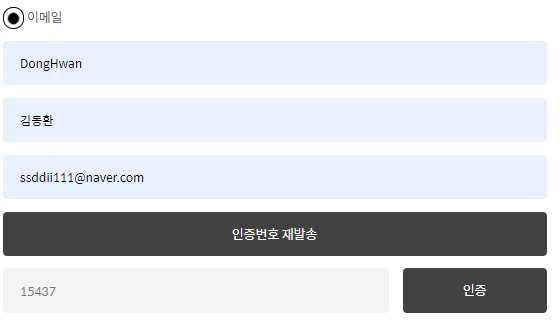 이메일
DongHwan
김동환
ssddii111@naver.com
인증번호 재발송
15437
인증